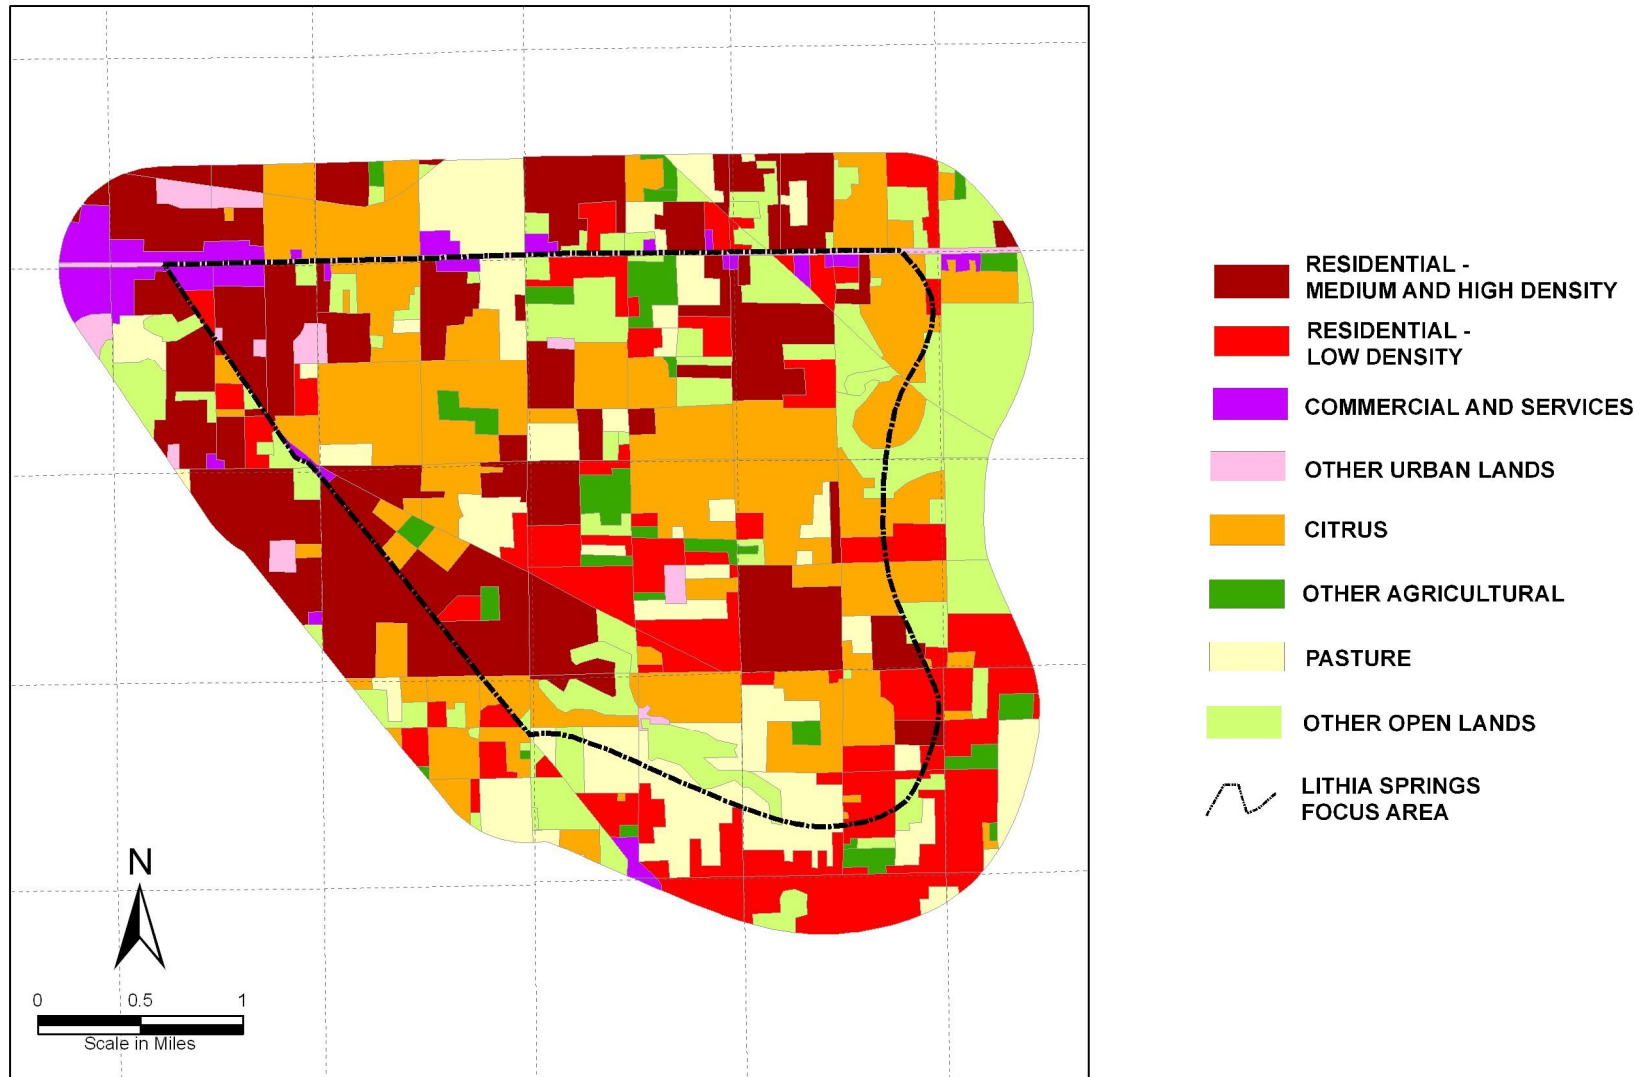 RESIDENTIAL -
MEDIUM AND HIGH DENSITY
RESIDENTIAL -
LOW DENSITY
COMMERCIAL AND SERVICES
OTHER URBAN LANDS
CITRUS
OTHER AGRICULTURAL
PASTURE
OTHER OPEN LANDS
LITHIA SPRINGS
FOCUS AREA
N
0 0.5 1
Scale in Miles